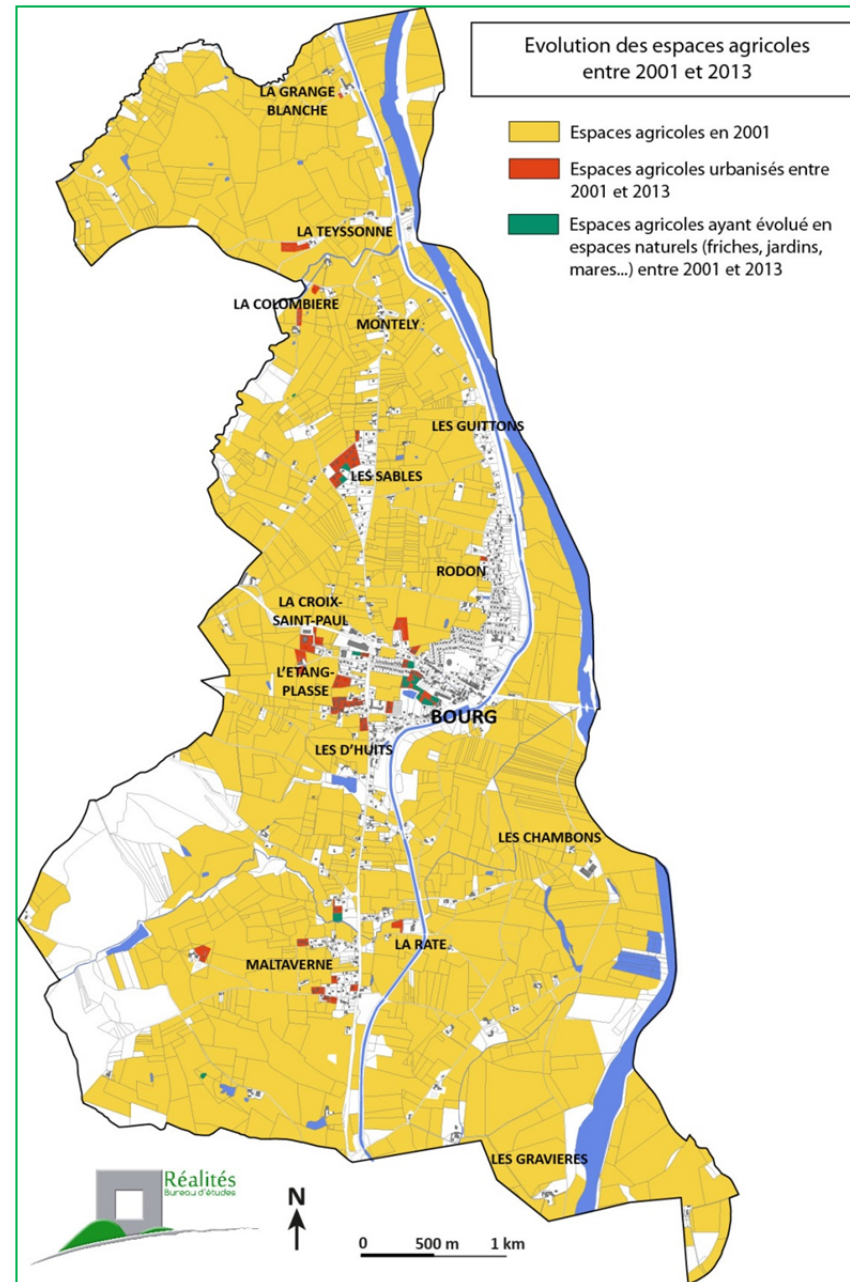 Evolution des espaces agricoles
entre 2001 et 2013
Espaces agricoles en 2001
Espaces agricoles urbanisés entre
2001 et 2013
Espaces agricoles ayant évolué en
espaces naturels (friches, jardins,
mares...) entre 2001 et 2013
LA GRANGE
BLANCHE
LA TEYSSONNE
LA COLOMBIERE
MONTELY
LES GUITTONS
LES SABLES
RODON
LA CROIX-
SAINT-PAUL
L'ETANG-
PLASSE
BOURG
LES D'HUITS
LES CHAMBONS
LA RATE
MALTAVERNE
LES GRAVIERES
Réalités
Bureau d'études
N
0 500 m 1 km